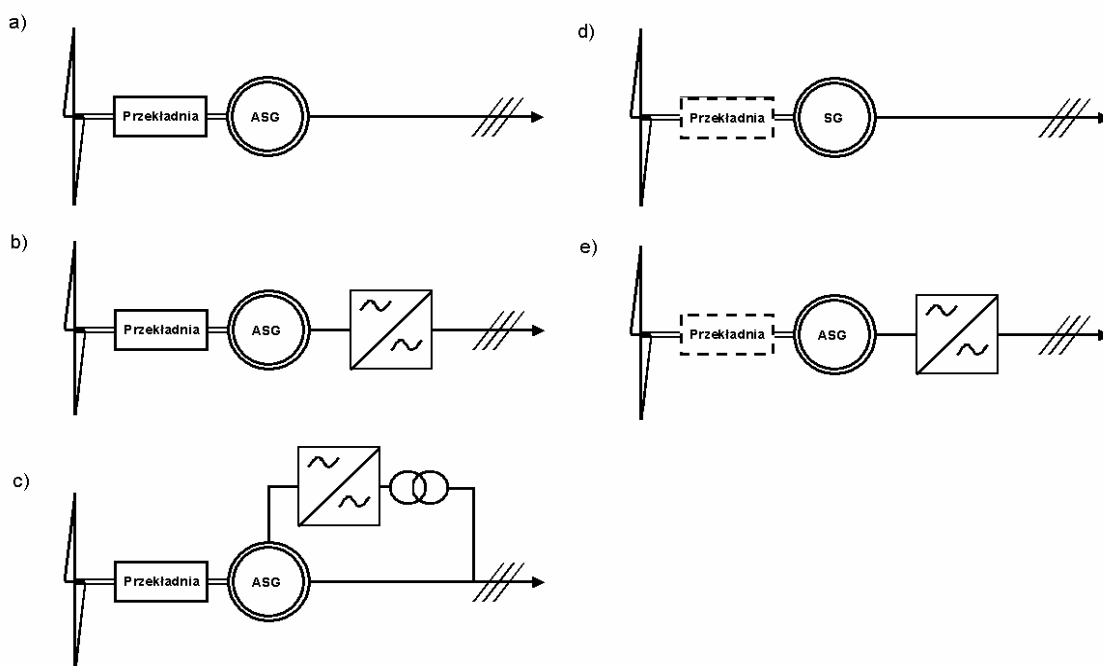 a)
Przekładnia
ASG
b)
Przekładnia
ASG
c)
Przekładnia
ASG
d)
Przekładnia
SG
e)
Przekładnia
ASG